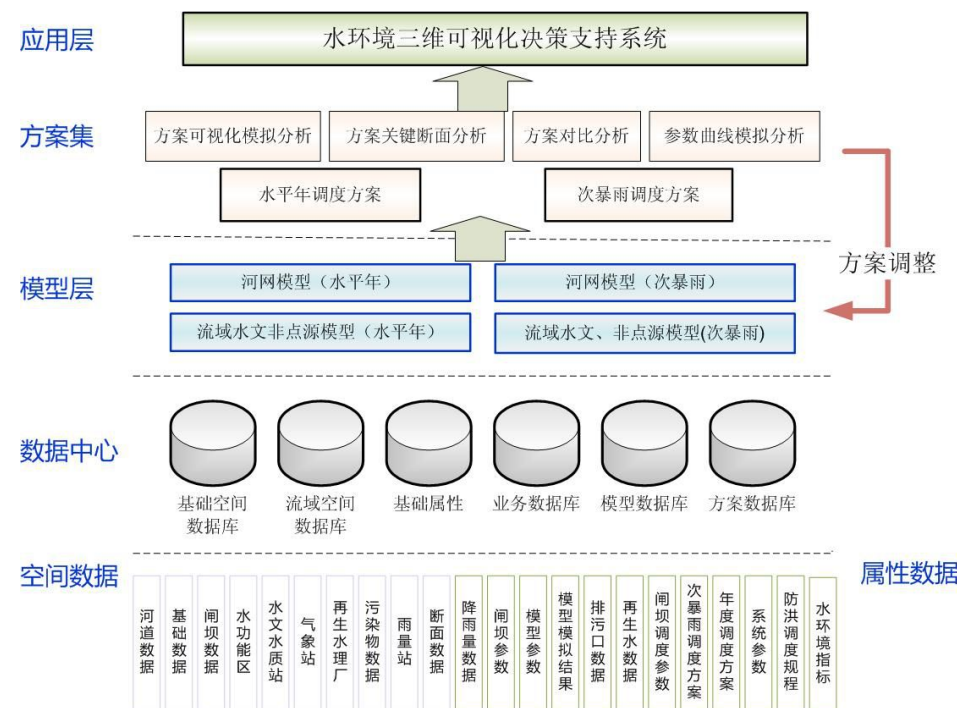 应用层
水环境三维可视化决策支持系统
方案集
方案可视化模拟分析
方案关键断面分析
方案对比分析
参数曲线模拟分析
水平年调度方案
次暴雨调度方案
方案调整
模型层
河网模型（水平年）
河网模型（次暴雨）
流域水文非点源模型（水平年）
流域水文、非点源模型(次暴雨)
数据中心
基础空间
数据库
流域空间
数据库
基础属性
业务数据库
模型数据库
方案数据库
空间数据
属性数据
河道数据
基础数据
闸坝数据
水功能区
水文水质站
气象站
再生水理厂
污染物数据
雨量站
断面数据
降雨量数据
闸坝参数
模型参数
模型模拟结果
排污口数据
再生水数据
闸坝调度参数
次暴雨调度方案
年度调度方案
系统参数
防洪调度规程
水环境指标